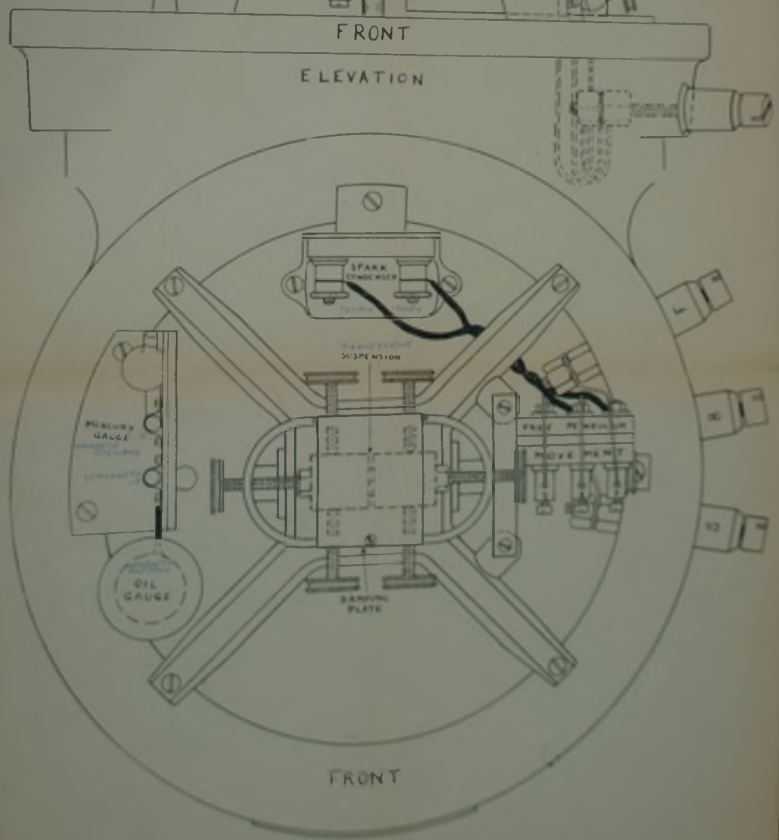 FRONT
ELEVATION
SPARK
CONDENSER
SUSPENSION
MERCURY
GAUGE
FREE PENDULUM
MOVEMENT
OIL
GAUGE
DAMPING
PLATE
FRONT